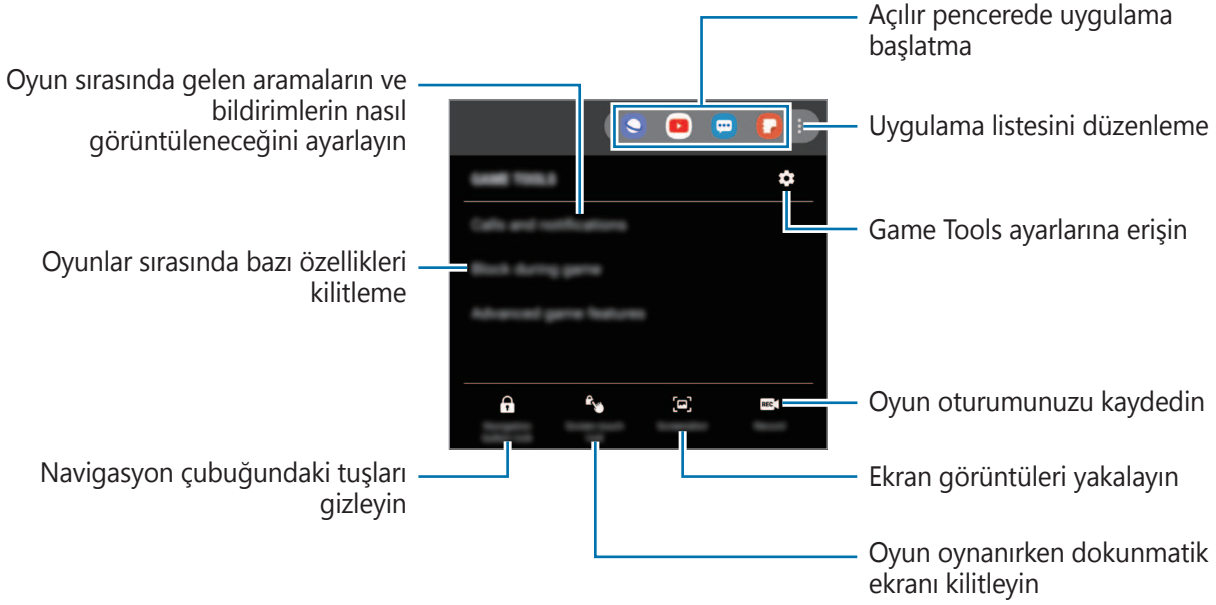 Açılır pencerede uygulama
başlatma
Oyun sırasında gelen aramaların ve
bildirimlerin nasıl
görüntüleneceğini ayarlayın
Uygulama listesini düzenleme
GAME TOOLS
Calls and notifications
Game Tools ayarlarına erişin
Oyunlar sırasında bazı özellikleri
kilitleme
Block during game
Advanced game features
REC
Oyun oturumunuzu kaydedin
Navigasyon çubuğundaki tuşları
gizleyin
Ekran görüntüleri yakalayın
Oyun oynanırken dokunmatik
ekranı kilitleyin